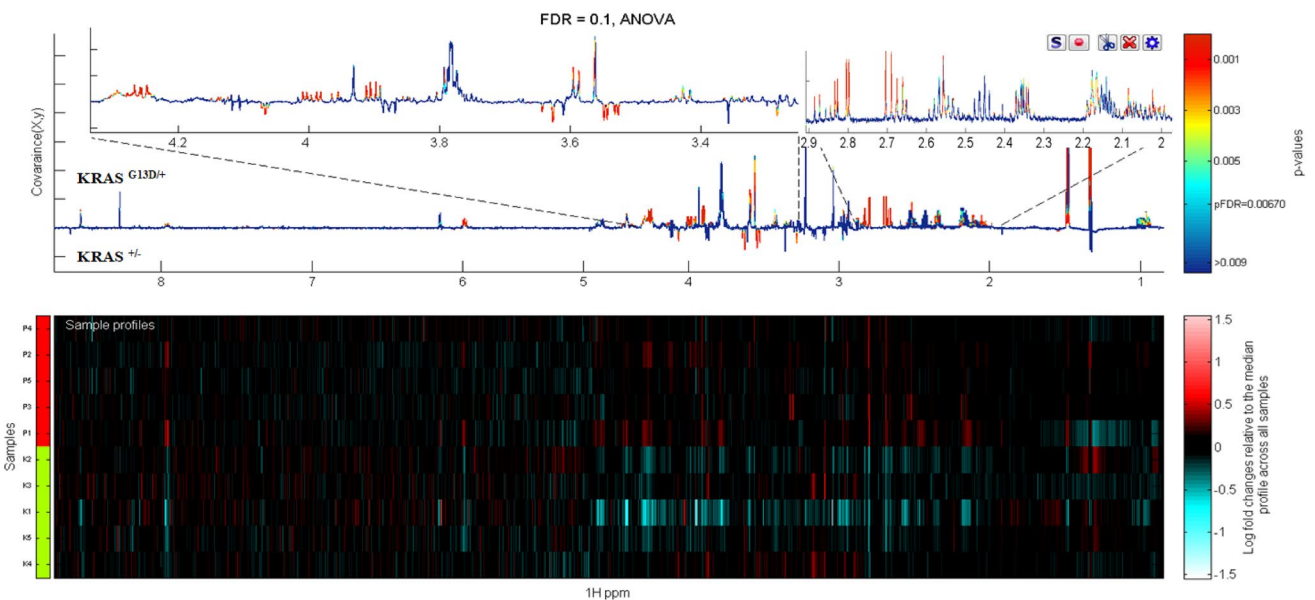 FDR = 0.1, ANOVA
S
4.2 4 3.8 3.6 3.4
2.9 2.8 2.7 2.6 2.5 2.4 2.3 2.2 2.1 2
Covaraince(X,y)
KRAS G13D/+
KRAS +/-
8 7 6 5 4 3 2 1
0.001
0.003
0.005
pFDR=0.00670
>0.009
p-values
Sample profiles
Samples
P4
P2
P5
P3
P1
K2
K3
K1
K5
K4
1H ppm
1.5
1
0.5
0
-0.5
-1
-1.5
Log fold changes relative to the median
profile across all samples